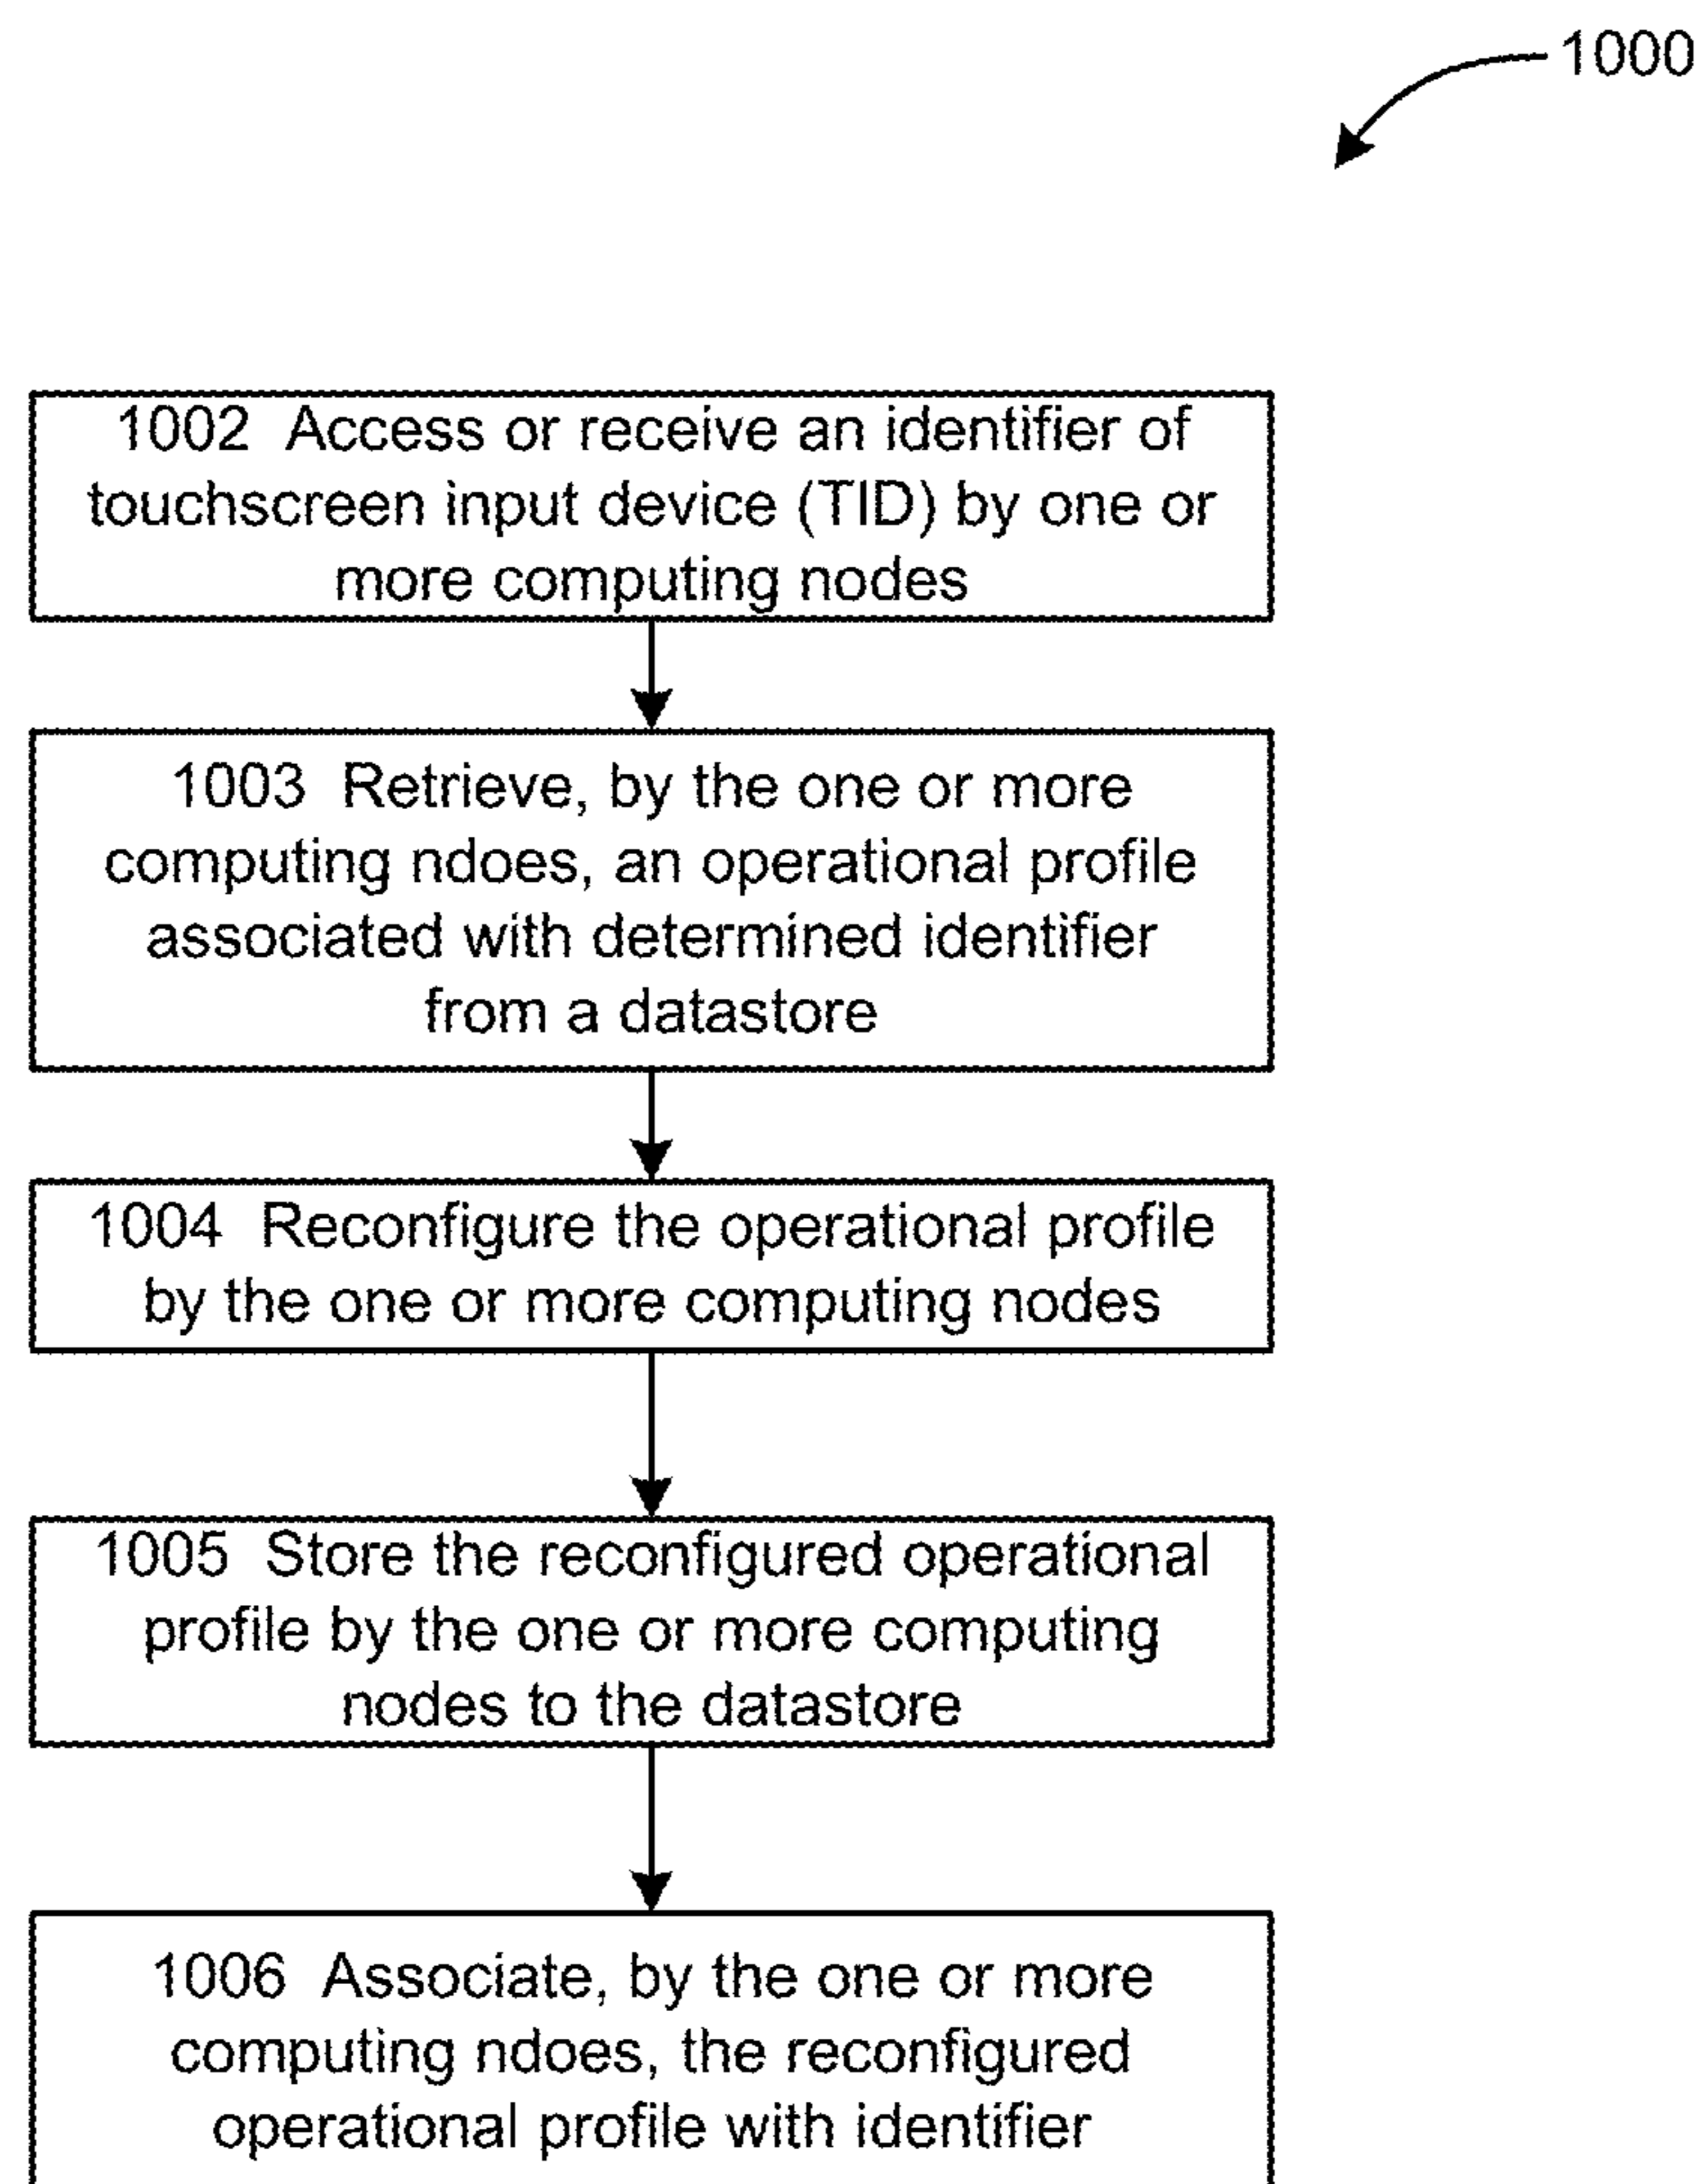 1000
1002 Access or receive an identifier of
touchscreen input device (TID) by one or
more computing nodes
1003 Retrieve, by the one or more
computing ndoes, an operational profile
associated with determined identifier
from a datastore
1004 Reconfigure the operational profile
by the one or more computing nodes
1005 Store the reconfigured operational
profile by the one or more computing
nodes to the datastore
1006 Associate, by the one or more
computing ndoes, the reconfigured
operational profile with identifier